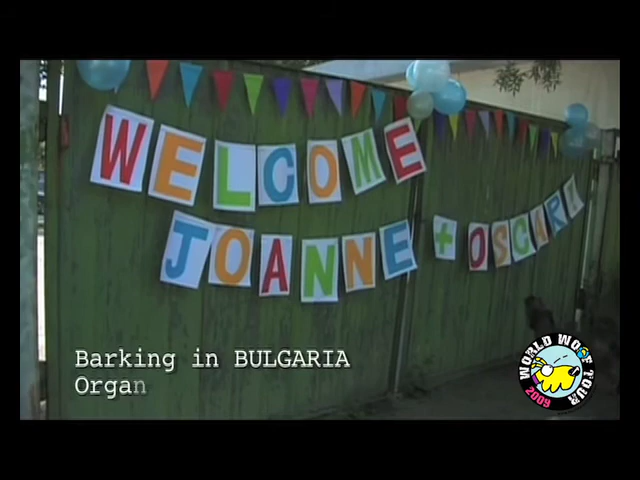 WELCOME
JOANNE + OSCAR!
Barking in BULGARIA
Organ
WORLD WOOF TOUR
2009